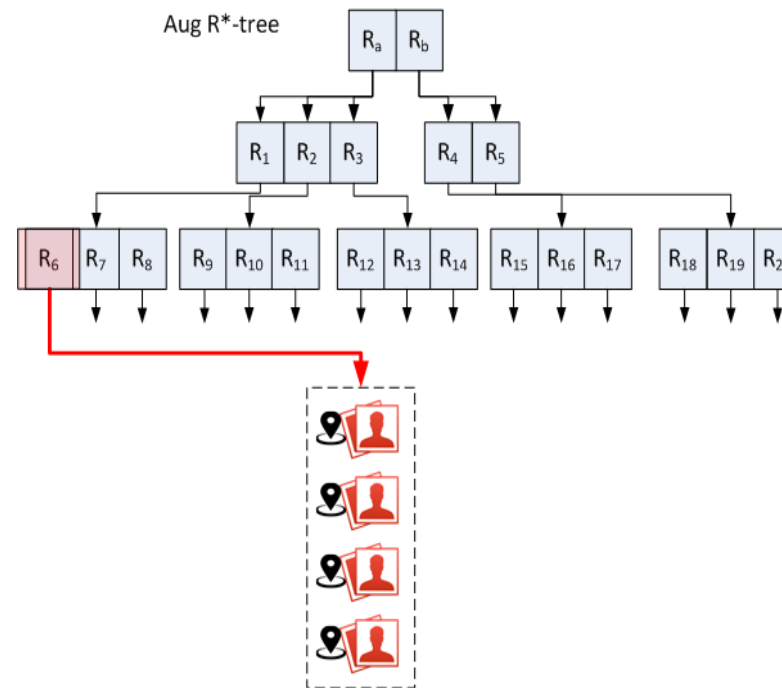 Aug R*-tree
Rₐ R_b
R₁ R₂ R₃ R₄ R₅
R₆ R₇ R₈ R₉ R₁₀ R₁₁ R₁₂ R₁₃ R₁₄ R₁₅ R₁₆ R₁₇ R₁₈ R₁₉